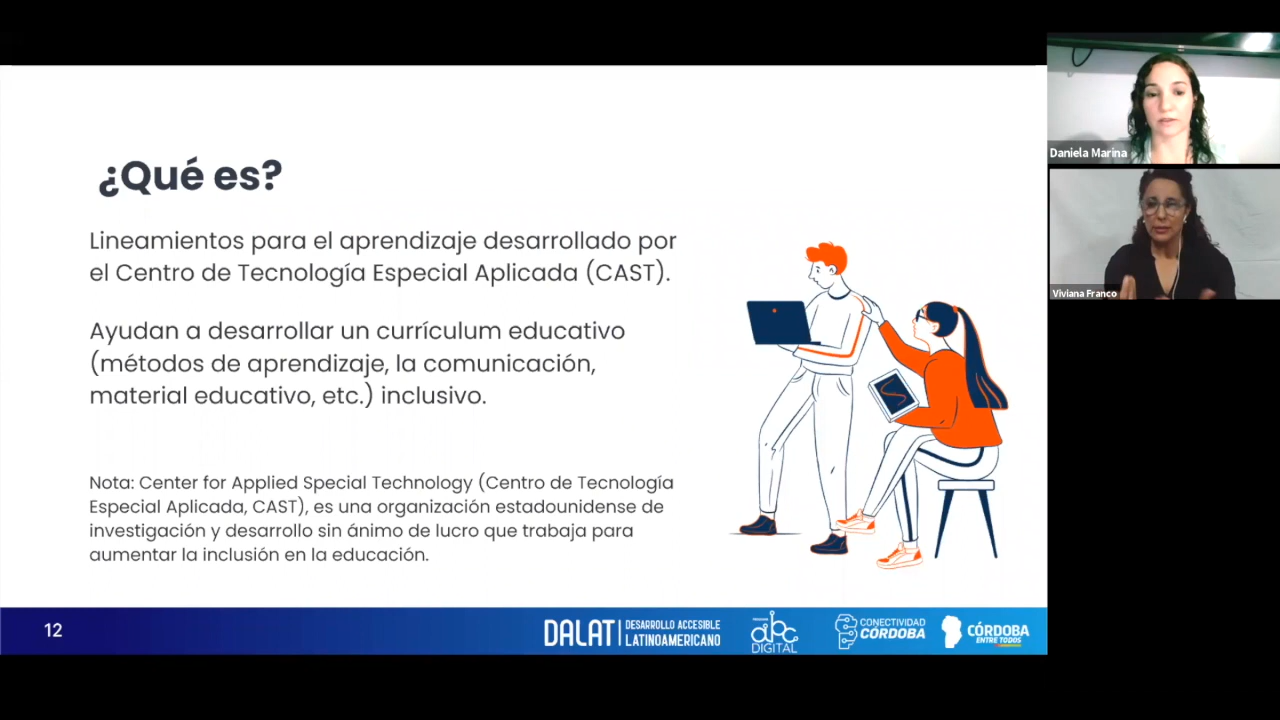 ¿Qué es?
Lineamientos para el aprendizaje desarrollado por
el Centro de Tecnología Especial Aplicada (CAST).
Ayudan a desarrollar un currículum educativo
(métodos de aprendizaje, la comunicación,
material educativo, etc.) inclusivo.
Nota: Center for Applied Special Technology (Centro de Tecnología
Especial Aplicada, CAST), es una organización estadounidense de
investigación y desarrollo sin ánimo de lucro que trabaja para
aumentar la inclusión en la educación.
12
DALAT
DESARROLLO ACCESIBLE
LATINOAMERICANO
abc
DIGITAL
CONECTIVIDAD
CÓRDOBA
CÓRDOBA
ENTRE TODOS
Daniela Marina
Viviana Franco